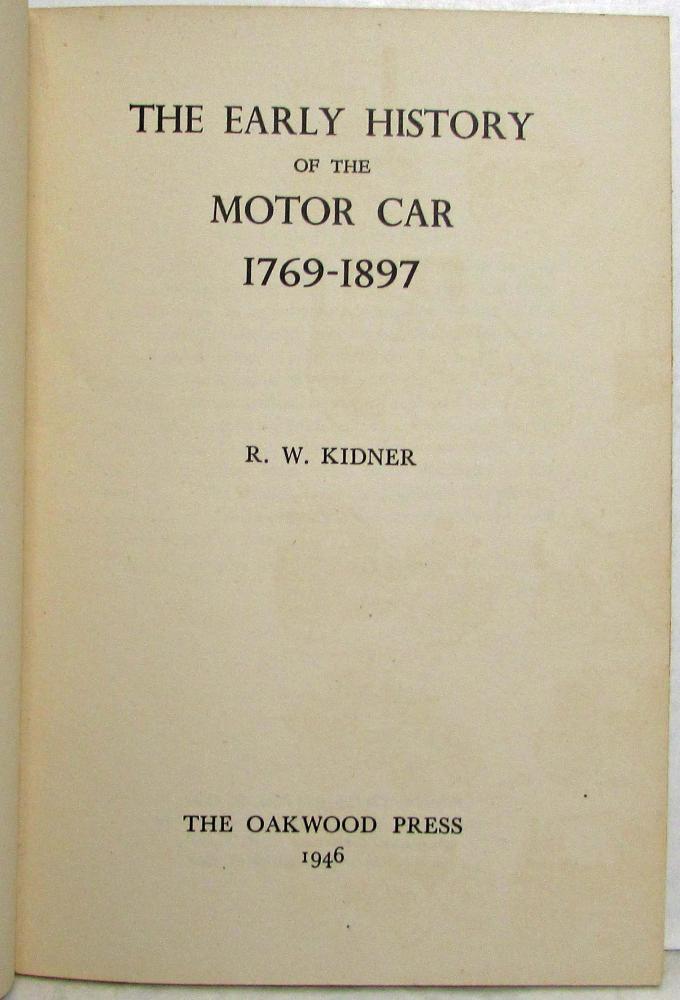 THE EARLY HISTORY
OF THE
MOTOR CAR
1769-1897
R. W. KIDNER
THE OAKWOOD PRESS
1946